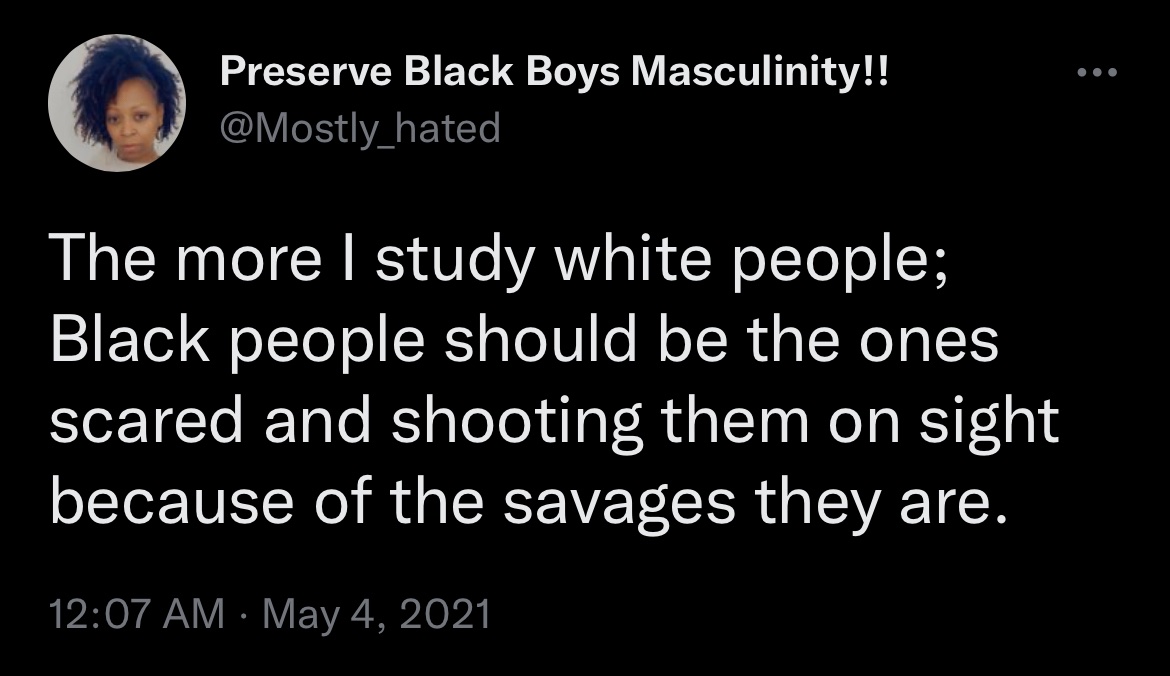 Preserve Black Boys Masculinity!!
@Mostly_hated
The more I study white people;
Black people should be the ones
scared and shooting them on sight
because of the savages they are.
12:07 AM · May 4, 2021